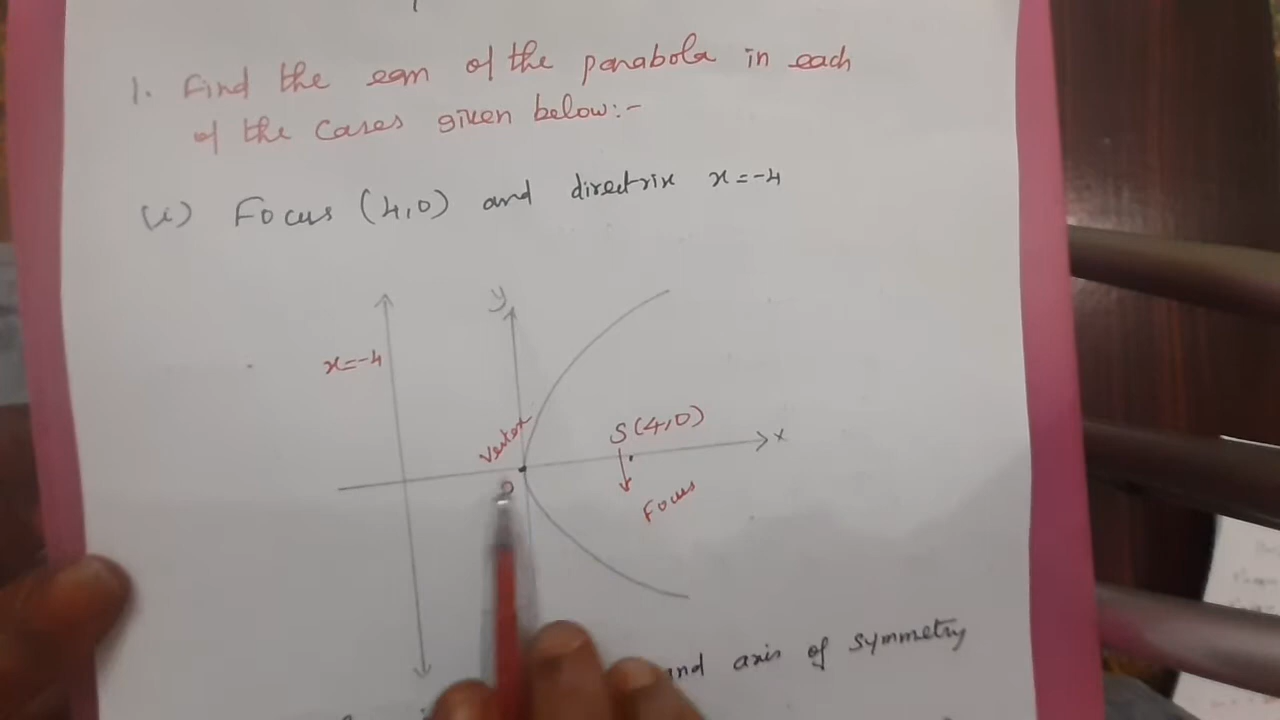 1. Find the eqn of the parabola in each
of the cases given below:-
(i) Focus (4,0) and directrix x=-4
y
x=-4
S(4,0)
x
Vertex
O
Focus
and axis of symmetry